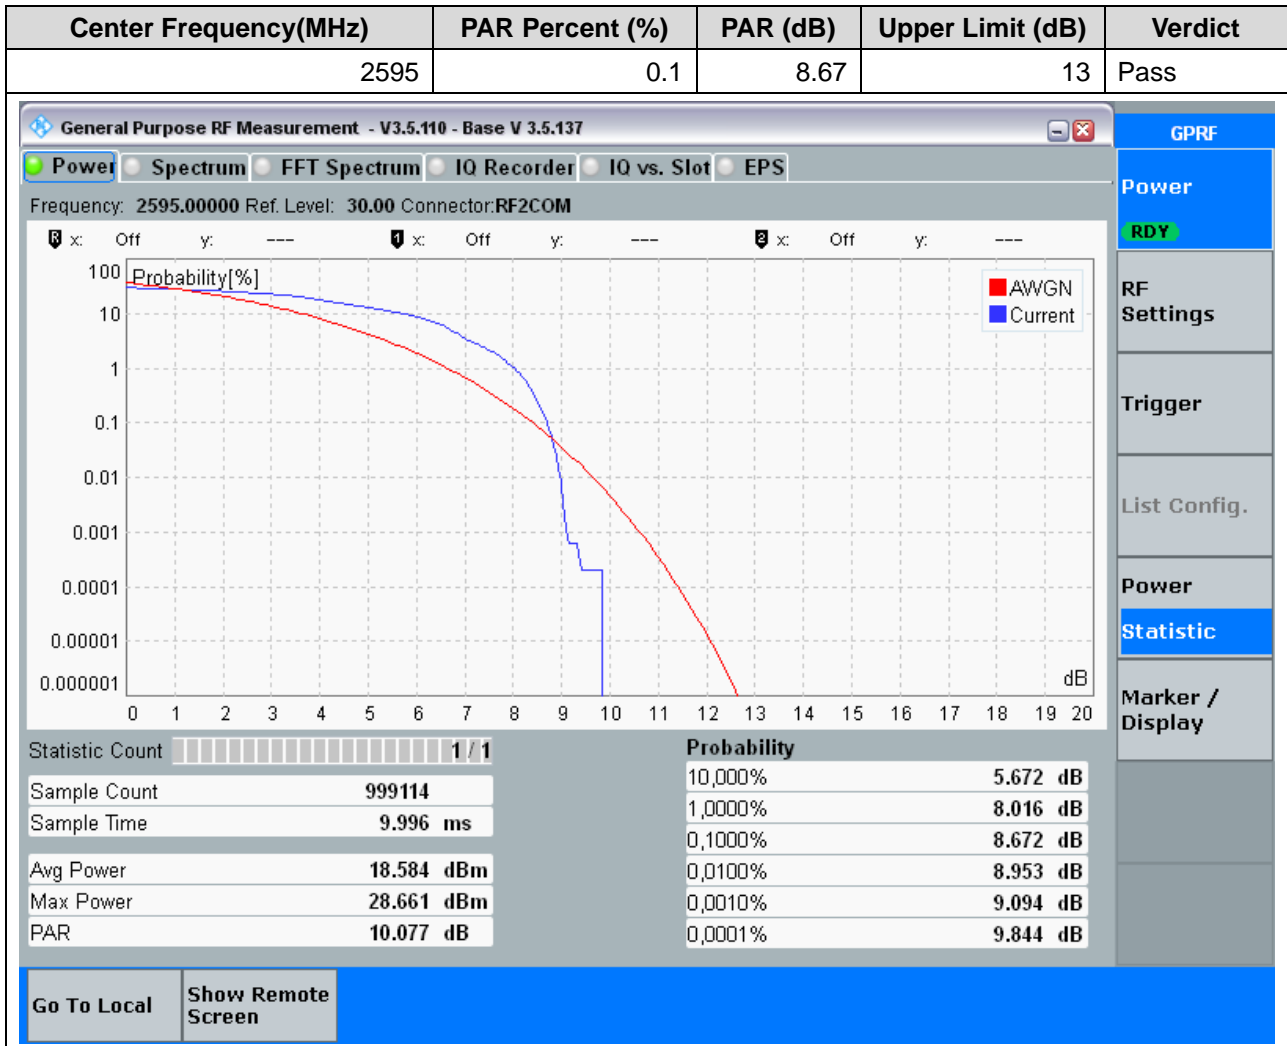 Center Frequency(MHz) PAR Percent (%) PAR (dB) Upper Limit (dB) Verdict
2595 0.1 8.67 13 Pass
General Purpose RF Measurement - V3.5.110 - Base V 3.5.137
GPRF
Power Spectrum FFT Spectrum IQ Recorder IQ vs. Slot EPS
Frequency: 2595.00000 Ref. Level: 30.00 Connector:RF2COM
R x: Off y: --- 1 x: Off y: --- 2 x: Off y: ---
Probability[%]
AWGN
Current
100
10
1
0.1
0.01
0.001
0.0001
0.00001
0.000001
dB
0 1 2 3 4 5 6 7 8 9 10 11 12 13 14 15 16 17 18 19 20
Statistic Count 1 / 1
Sample Count 999114
Sample Time 9.996 ms
Avg Power 18.584 dBm
Max Power 28.661 dBm
PAR 10.077 dB
Probability
10,000% 5.672 dB
1,0000% 8.016 dB
0,1000% 8.672 dB
0,0100% 8.953 dB
0,0010% 9.094 dB
0,0001% 9.844 dB
Power
RDY
RF
Settings
Trigger
List Config.
Power
Statistic
Marker /
Display
Go To Local
Show Remote
Screen